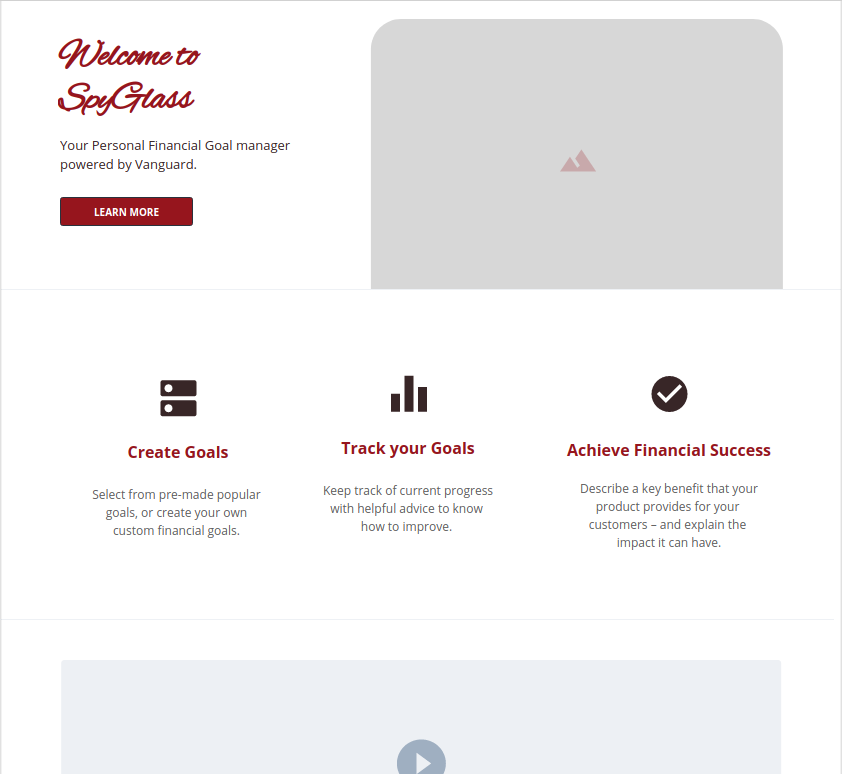 Welcome to
SpyGlass
Your Personal Financial Goal manager
powered by Vanguard.
LEARN MORE
Create Goals
Select from pre-made popular
goals, or create your own
custom financial goals.
Track your Goals
Keep track of current progress
with helpful advice to know
how to improve.
Achieve Financial Success
Describe a key benefit that your
product provides for your
customers – and explain the
impact it can have.